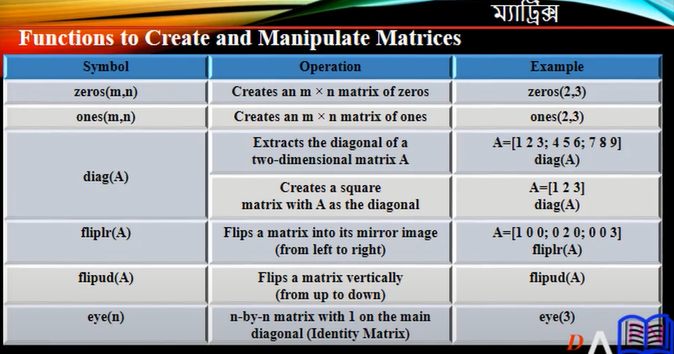 ম্যাট্রিক্স
Functions to Create and Manipulate Matrices
Symbol Operation Example
zeros(m,n) Creates an m × n matrix of zeros zeros(2,3)
ones(m,n) Creates an m × n matrix of ones ones(2,3)
diag(A)
Extracts the diagonal of a
two-dimensional matrix A
A=[1 2 3; 4 5 6; 7 8 9]
diag(A)
Creates a square
matrix with A as the diagonal
A=[1 2 3]
diag(A)
fliplr(A)
Flips a matrix into its mirror image
(from left to right)
A=[1 0 0; 0 2 0; 0 0 3]
fliplr(A)
flipud(A)
Flips a matrix vertically
(from up to down)
flipud(A)
eye(n)
n-by-n matrix with 1 on the main
diagonal (Identity Matrix)
eye(3)
D A